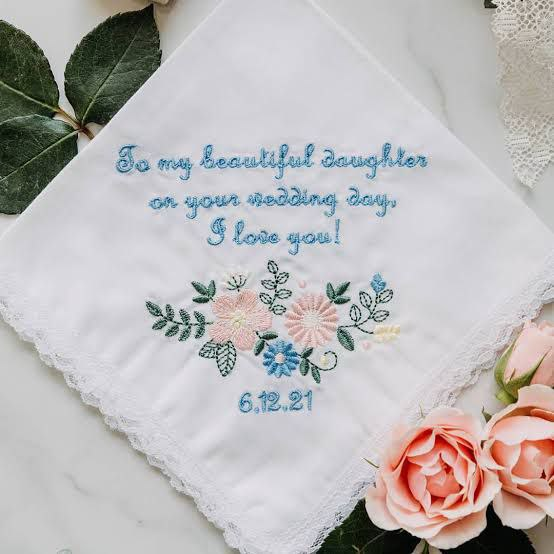 To my beautiful daughter
on your wedding day,
I love you!
6.12.21